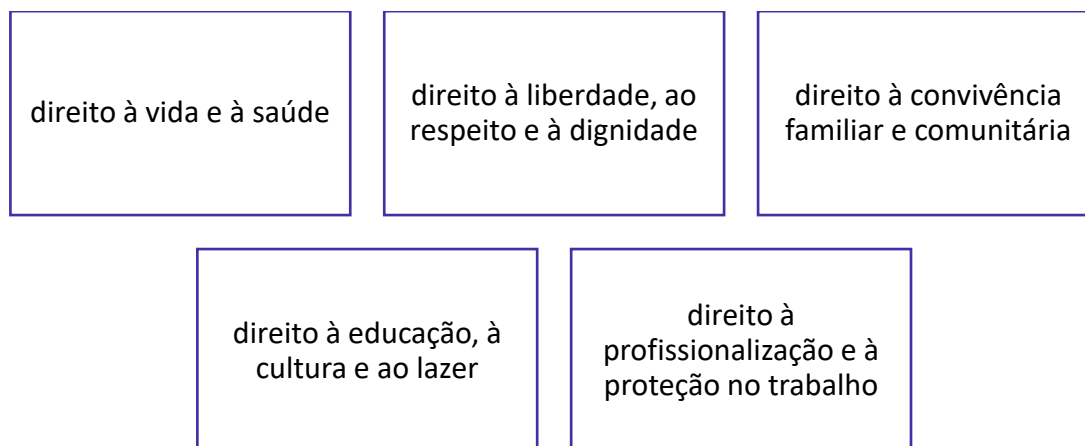 direito à vida e à saúde
direito à liberdade, ao
respeito e à dignidade
direito à convivência
familiar e comunitária
direito à educação, à
cultura e ao lazer
direito à
profissionalização e à
proteção no trabalho